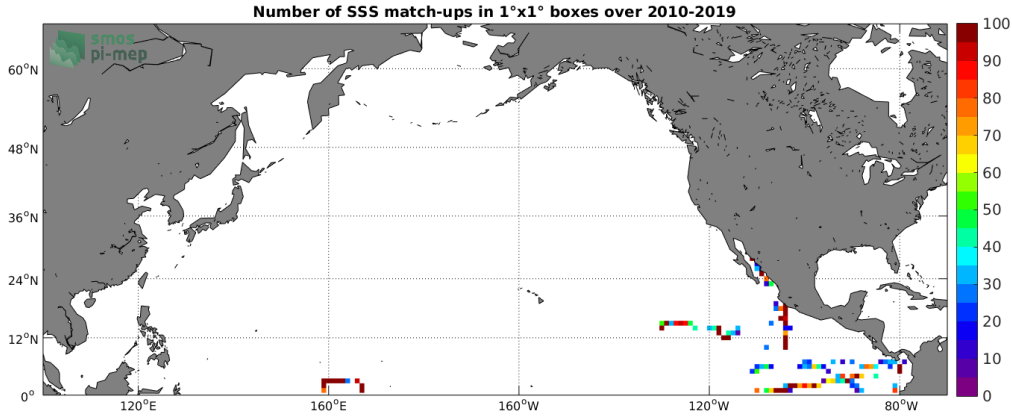 Number of SSS match-ups in 1°x1° boxes over 2010-2019
smos
pi-mep
60°N
48°N
36°N
24°N
12°N
0°
120°E
160°E
160°W
120°W
80°W
100
90
80
70
60
50
40
30
20
10
0